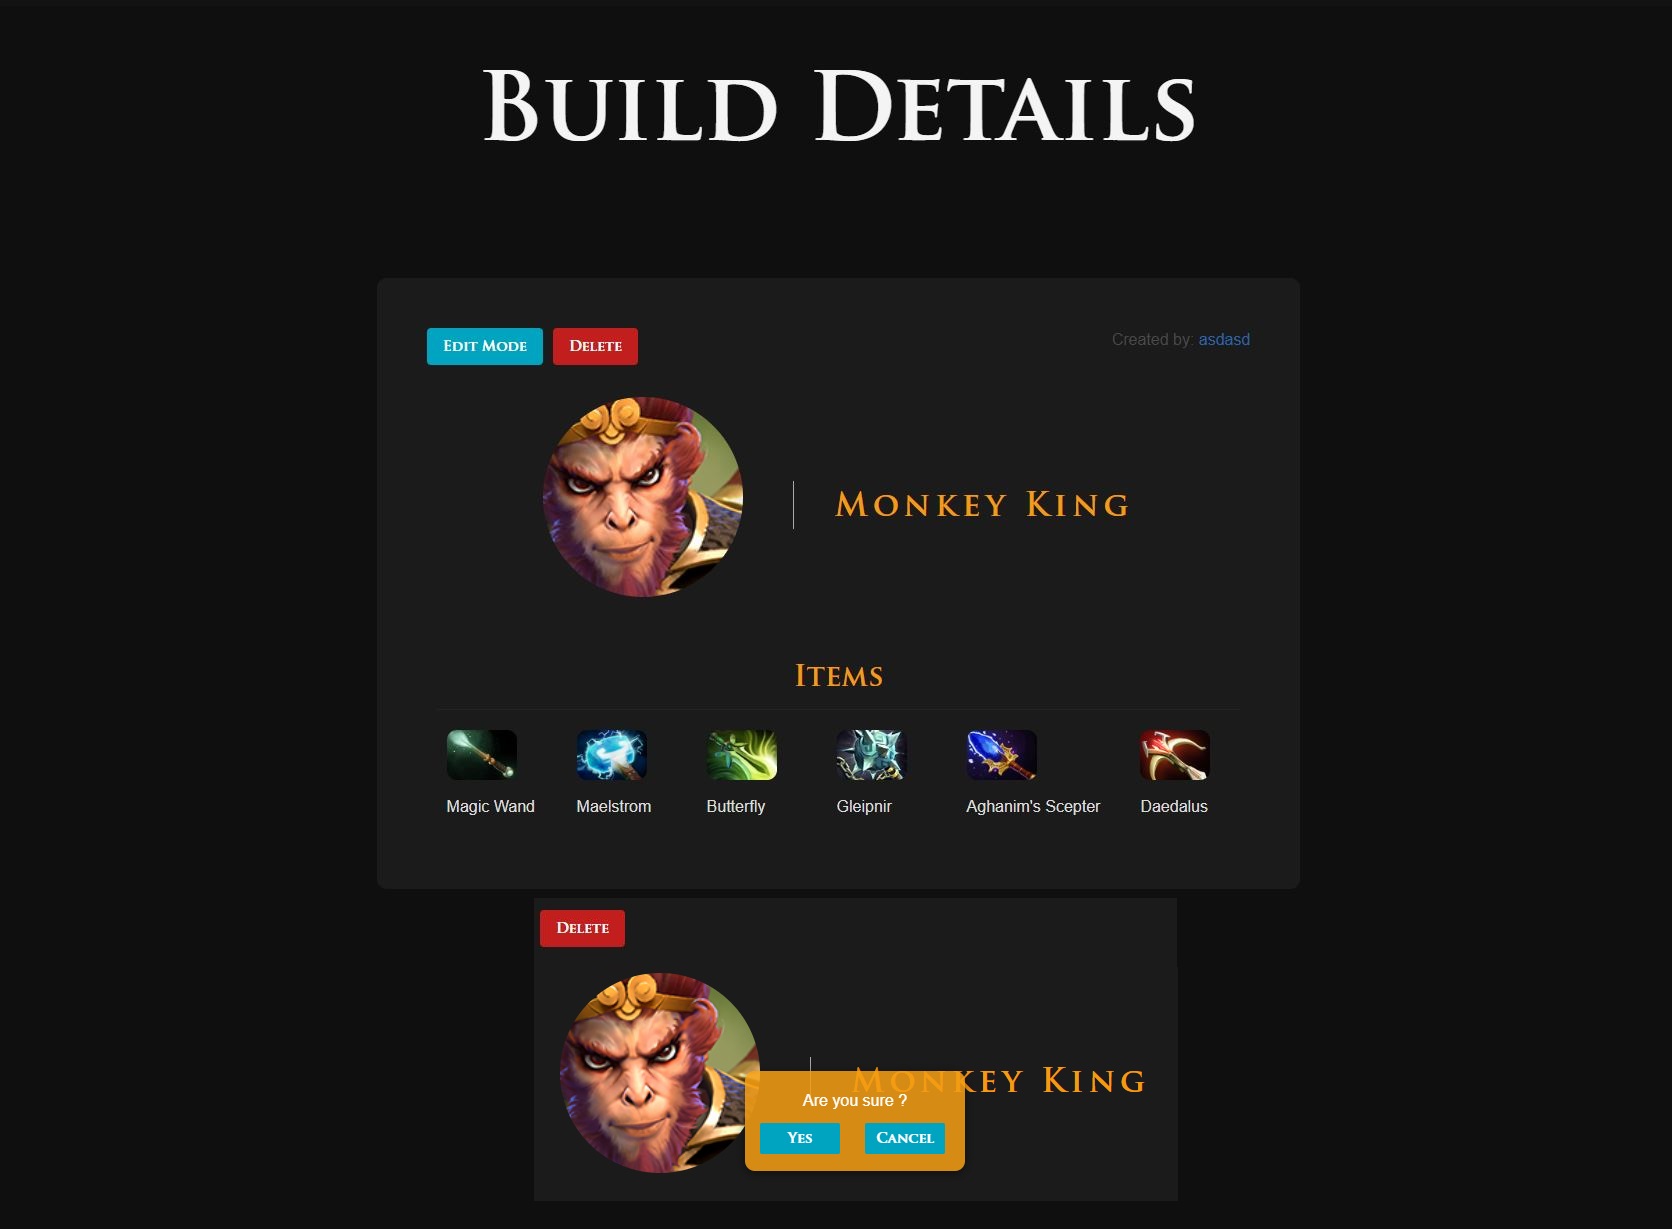 Build Details
Edit Mode Delete Created by: asdasd
Monkey King
Items
Magic Wand Maelstrom Butterfly Gleipnir Aghanim's Scepter Daedalus
Delete
Monkey King
Are you sure ?
Yes Cancel